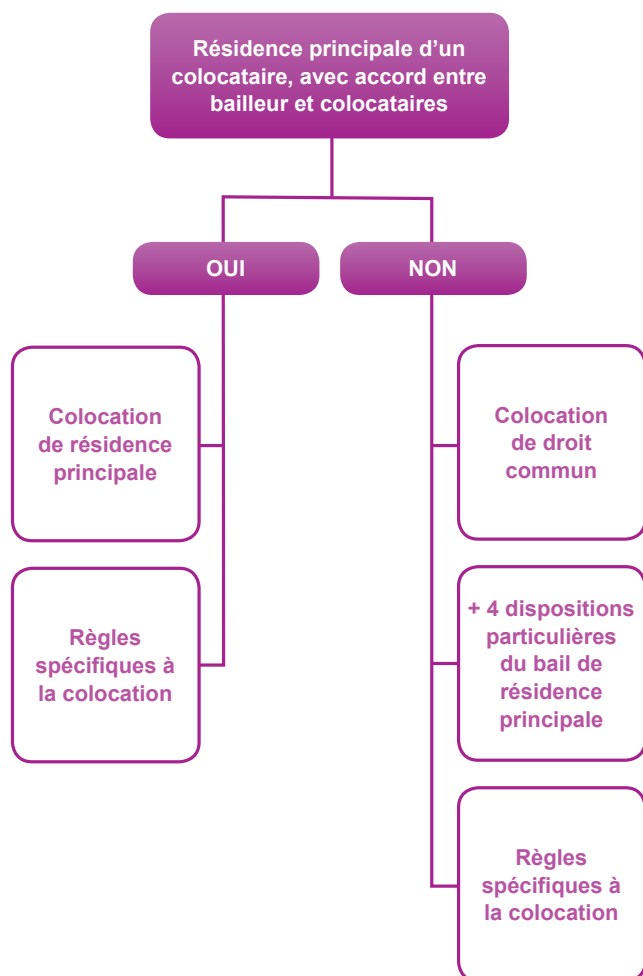 Résidence principale d’un
colocataire, avec accord entre
bailleur et colocataires
OUI
NON
Colocation
de résidence
principale
Règles
spécifiques à
la colocation
Colocation
de droit
commun
+ 4 dispositions
particulières
du bail de
résidence
principale
Règles
spécifiques à
la colocation